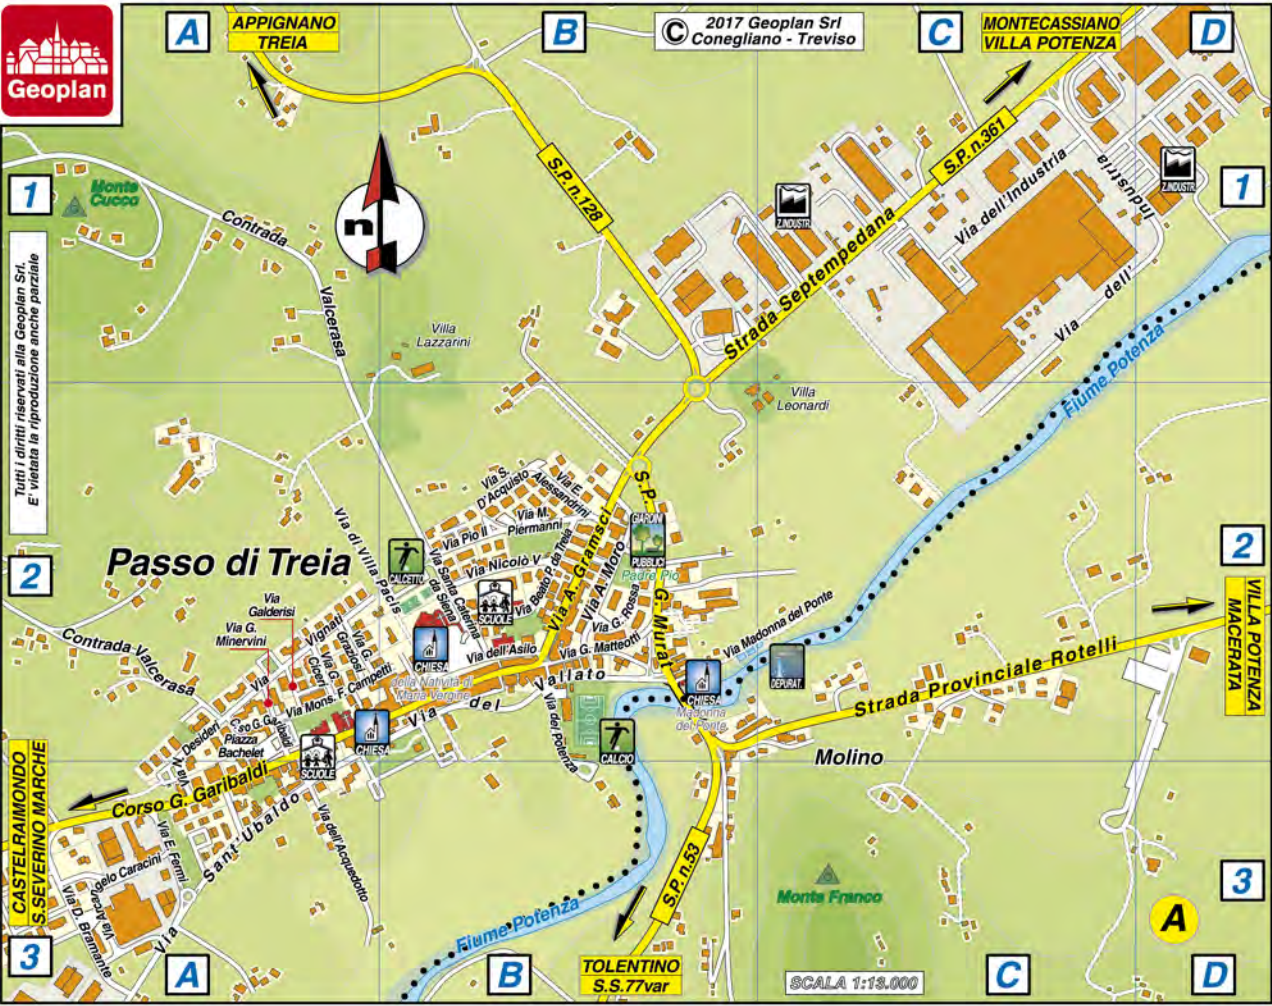 A
APPIGNANO
TREIA
B
© 2017 Geoplan Srl
Conegliano - Treviso
C
MONTECASSIANO
VILLA POTENZA
D
Geoplan
1
Monte
Cucco
Contrada
Valcerasa
n
S.P. n.128
S.P. n.361
Z.INDUSTR.
Z.INDUSTR.
1
Via dell'Industria
Via dell'
Industria
Strada Septempedana
Tutti i diritti riservati alla Geoplan Srl.
E' vietata la riproduzione anche parziale
Villa
Lazzarini
Villa
Leonardi
Fiume Potenza
Passo di Treia
2
2
Via di Villa Pacis
CALCETTO
Via S.
D'Acquisto
Via E.
Alessandrini
Via M.
Piermanni
Via Pio II
Via Nicolò V
Via Santa Caterina
da Siena
SCUOLE
Via Beato P. da Treia
Via A. Gramsci
Via A. Moro
S.P.
GIARDINI
PUBBLICI
Padre Pio
Via G. Rossa
G. Murat
Via G. Matteotti
Via dell'Asilo
CHIESA
della Natività di
Maria Vergine
Via del Vallato
Via del Potenza
Via Madonna del Ponte
CHIESA
Madonna
del Ponte
DEPURAT.
CALCIO
Strada Provinciale Rotelli
VILLA POTENZA
MACERATA
Molino
Via
Galderisi
Via G.
Minervini
Contrada Valcerasa
Via Vignati
Via G.
Graziosi
Via G.
Ciberi
Via Mons. F. Campetti
C.so G. Garibaldi
Piazza
Bachelet
Via N.
Desideri
CHIESA
SCUOLE
Corso G. Garibaldi
CASTELRAIMONDO
S.SEVERINO MARCHE
Via Sant'Ubaldo
Via dell'Acquedotto
Via E. Fermi
gelo Caracini
Via D. Bramante
3
3
Fiume Potenza
S.P. n.53
Monte Franco
A
A
B
TOLENTINO
S.S.77var
SCALA 1:13.000
C
D